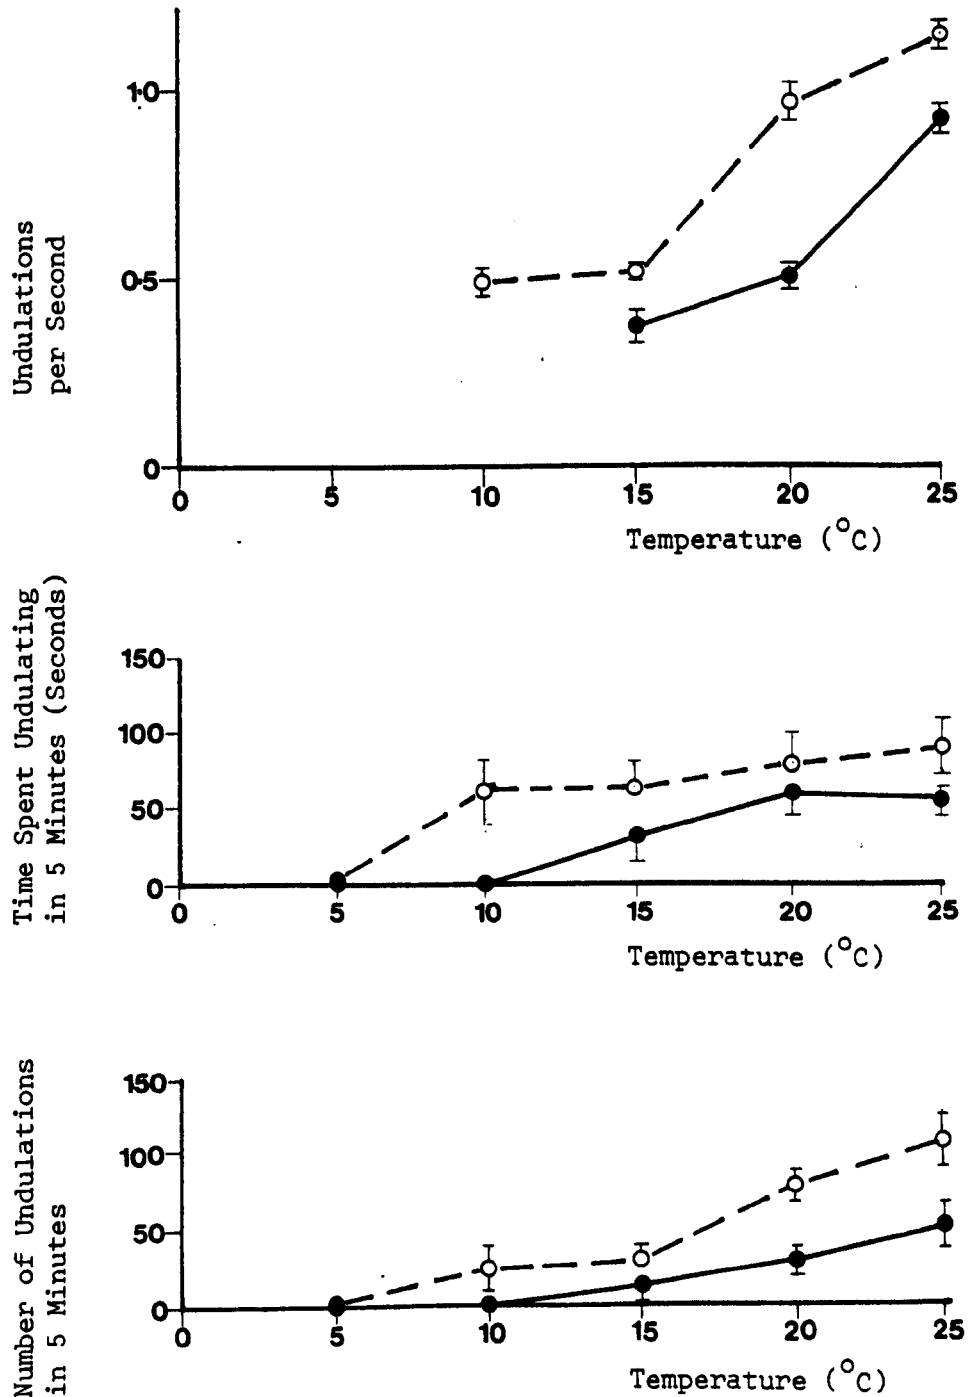 Undulations
per Second
1·0
0·5
0
0 5 10 15 20 25
Temperature (°C)
Time Spent Undulating
in 5 Minutes (Seconds)
150
100
50
0
0 5 10 15 20 25
Temperature (°C)
Number of Undulations
in 5 Minutes
150
100
50
0
0 5 10 15 20 25
Temperature (°C)